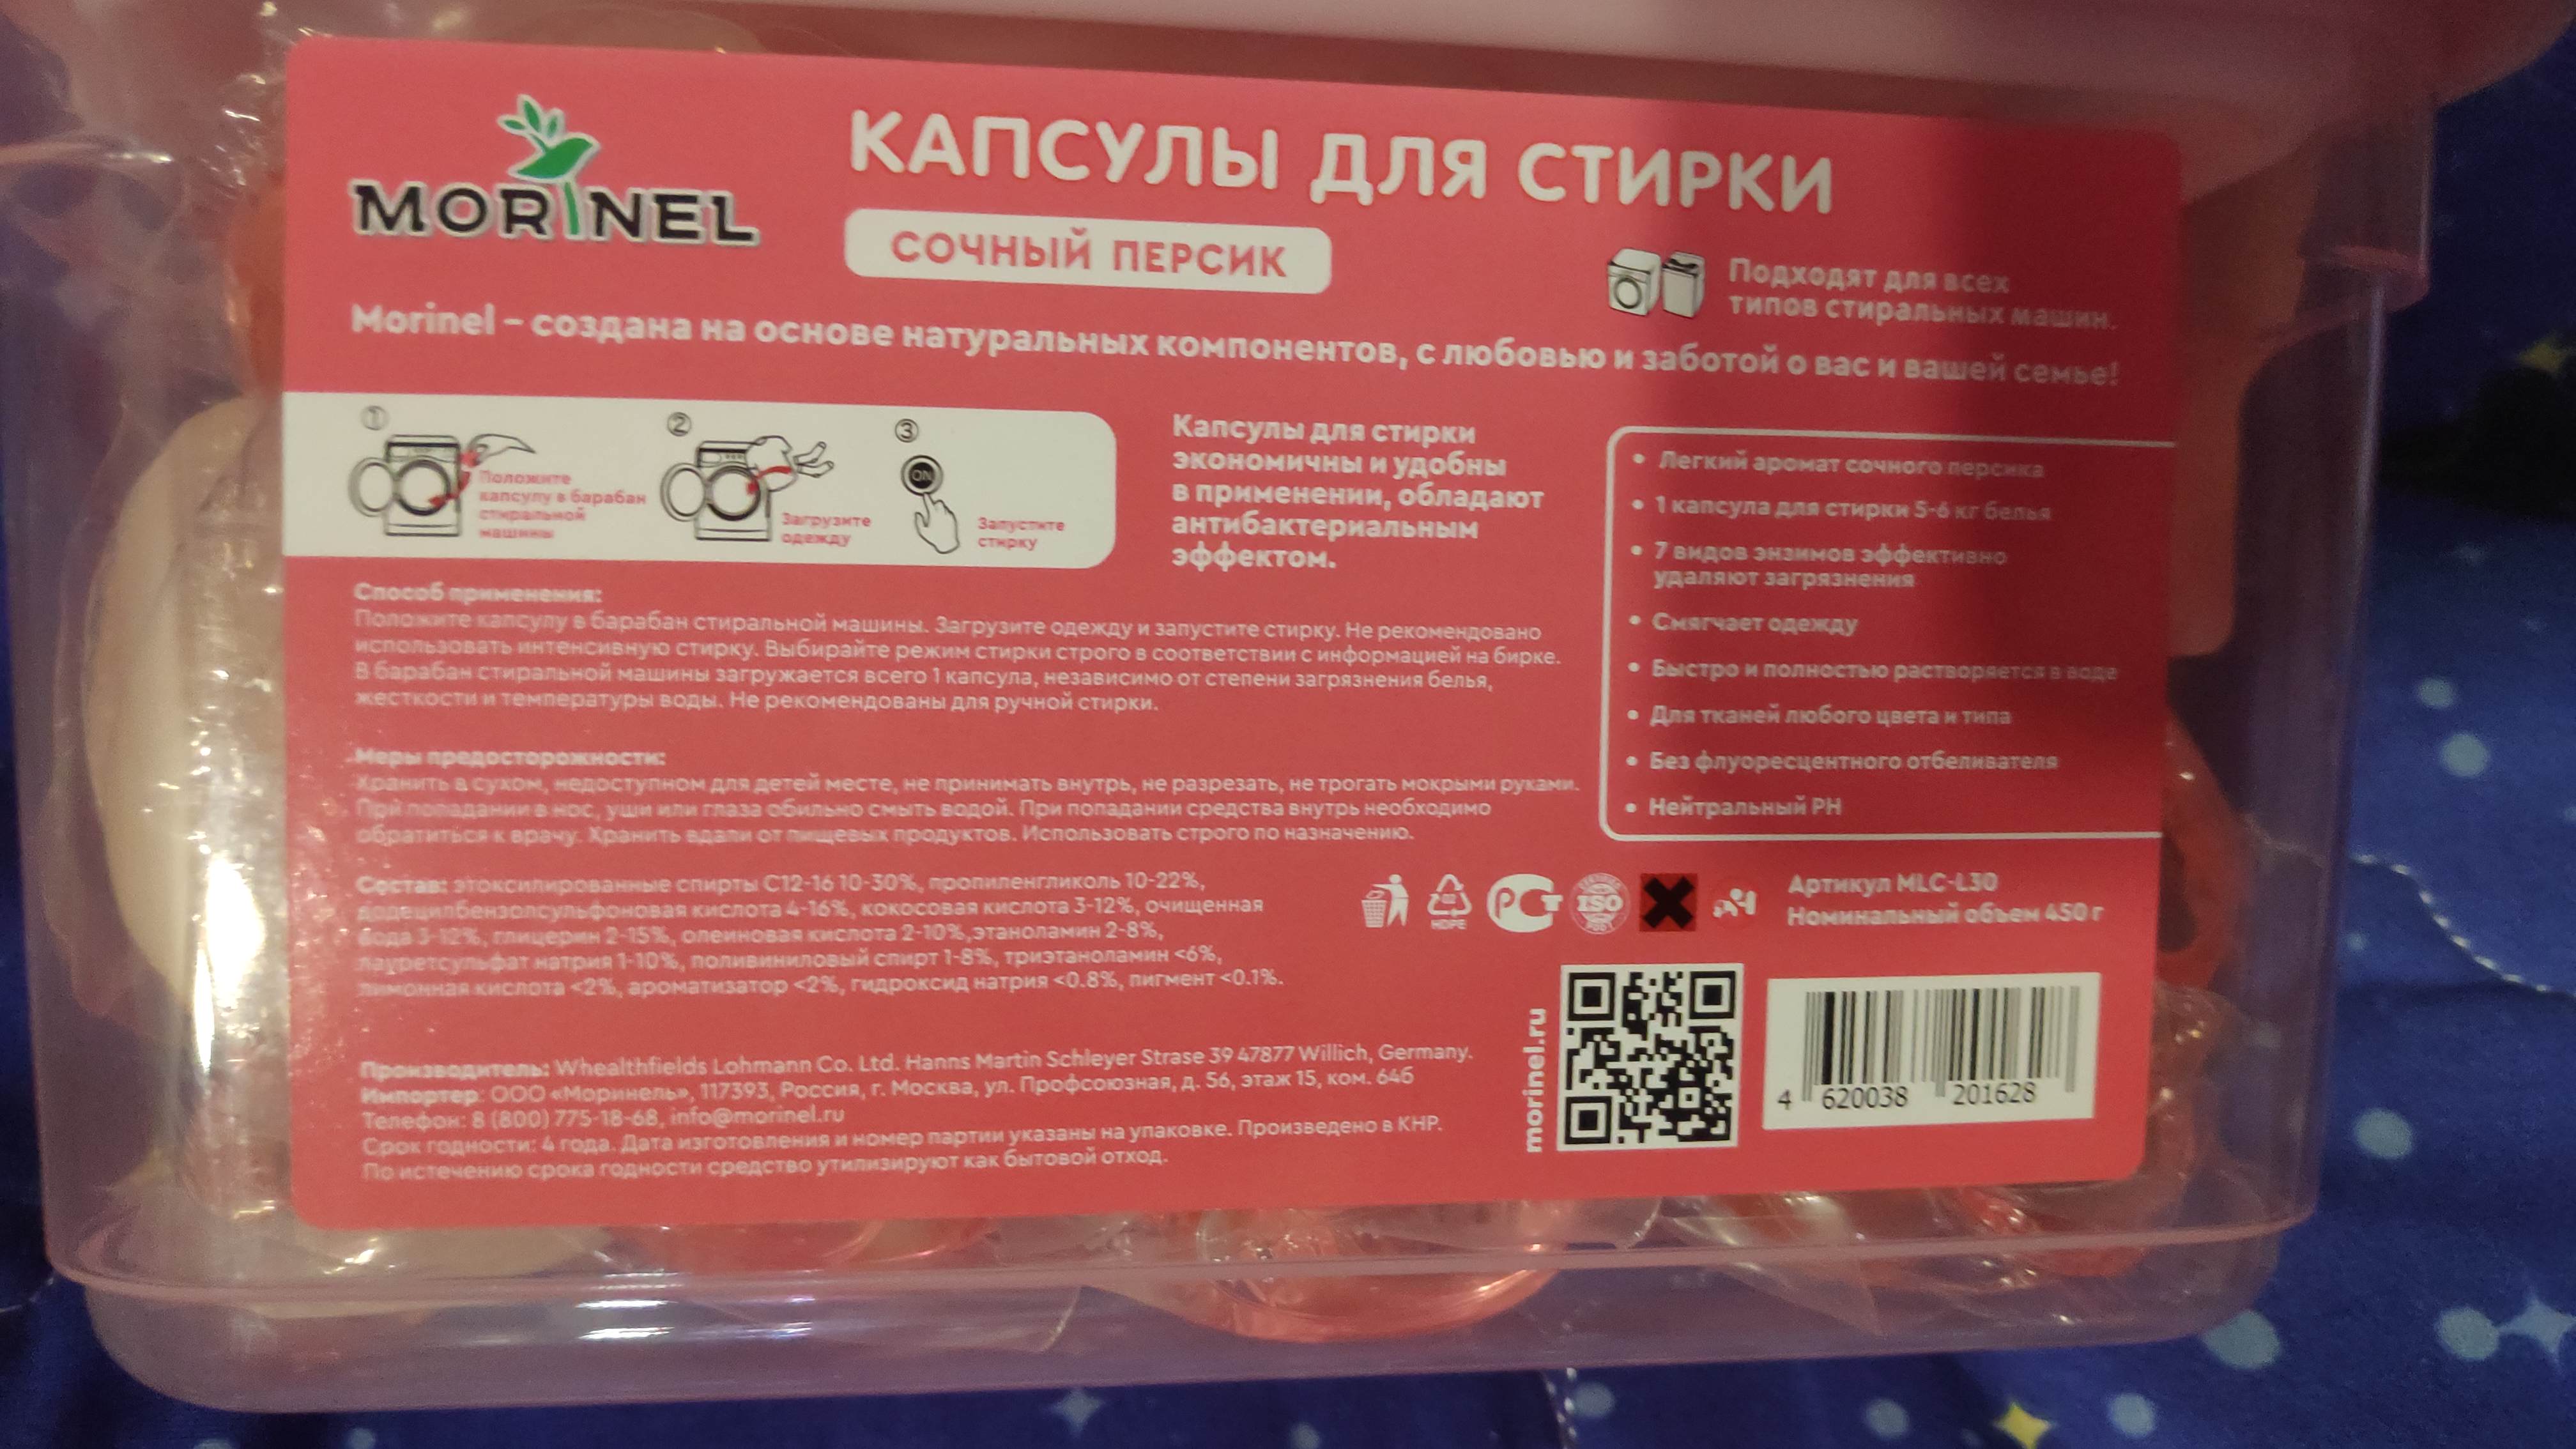 MORINEL
КАПСУЛЫ ДЛЯ СТИРКИ
СОЧНЫЙ ПЕРСИК
Подходят для всех
типов стиральных машин.
Morinel – создана на основе натуральных компонентов, с любовью и заботой о вас и вашей семье!
1
Положите
капсулу в барабан
стиральной
машины
2
Загрузите
одежду
3
ON
Запустите
стирку
Капсулы для стирки
экономичны и удобны
в применении, обладают
антибактериальным
эффектом.
• Легкий аромат сочного персика
• 1 капсула для стирки 5-6 кг белья
• 7 видов энзимов эффективно
удаляют загрязнения
• Смягчает одежду
• Быстро и полностью растворяется в воде
• Для тканей любого цвета и типа
• Без флуоресцентного отбеливателя
• Нейтральный PH
Способ применения:
Положите капсулу в барабан стиральной машины. Загрузите одежду и запустите стирку. Не рекомендовано
использовать интенсивную стирку. Выбирайте режим стирки строго в соответствии с информацией на бирке.
В барабан стиральной машины загружается всего 1 капсула, независимо от степени загрязнения белья,
жесткости и температуры воды. Не рекомендованы для ручной стирки.
Меры предосторожности:
Хранить в сухом, недоступном для детей месте, не принимать внутрь, не разрезать, не трогать мокрыми руками.
При попадании в нос, уши или глаза обильно смыть водой. При попадании средства внутрь необходимо
обратиться к врачу. Хранить вдали от пищевых продуктов. Использовать строго по назначению.
Состав: этоксилированные спирты C12-16 10-30%, пропиленгликоль 10-22%,
додецилбензолсульфоновая кислота 4-16%, кокосовая кислота 3-12%, очищенная
вода 3-12%, глицерин 2-15%, олеиновая кислота 2-10%,этаноламин 2-8%,
лауретсульфат натрия 1-10%, поливиниловый спирт 1-8%, триэтаноламин <6%,
лимонная кислота <2%, ароматизатор <2%, гидроксид натрия <0.8%, пигмент <0.1%.
02
HDPE
РСТ
ISO
Артикул MLC-L30
Номинальный объем 450 г
Производитель: Whealthfields Lohmann Co. Ltd. Hanns Martin Schleyer Strase 39 47877 Willich, Germany.
Импортер: ООО «Моринель», 117393, Россия, г. Москва, ул. Профсоюзная, д. 56, этаж 15, ком. 64б
Телефон: 8 (800) 775-18-68, info@morinel.ru
Срок годности: 4 года. Дата изготовления и номер партии указаны на упаковке. Произведено в КНР.
По истечению срока годности средство утилизируют как бытовой отход.
morinel.ru
4 620038 201628